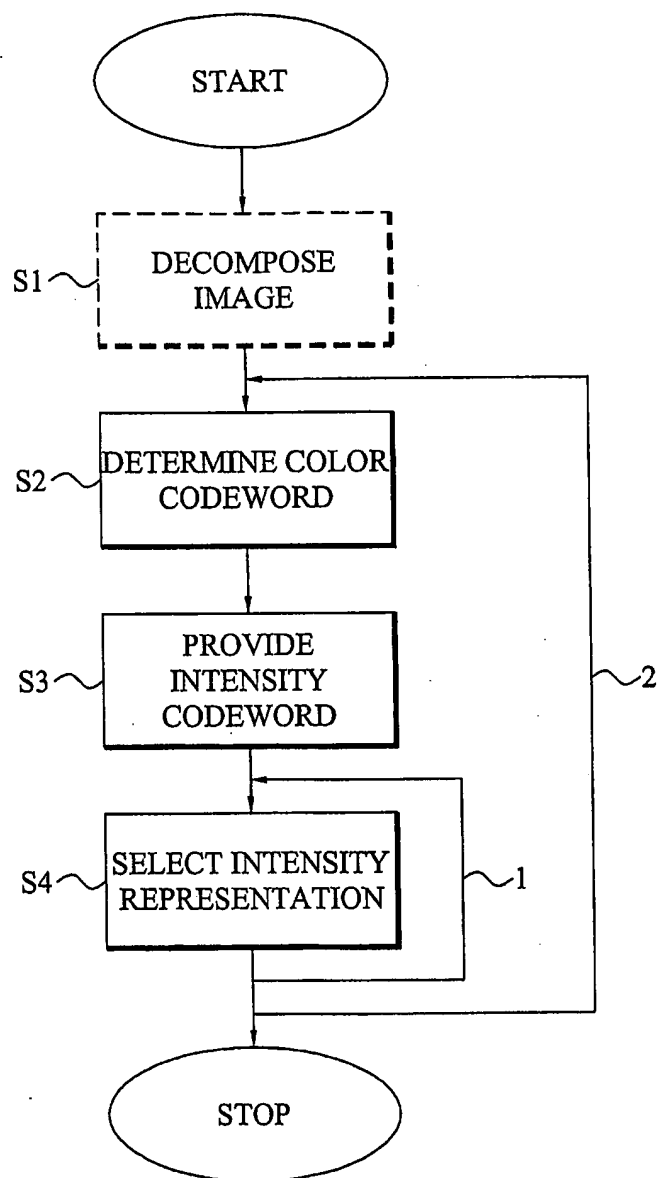 START
S1
DECOMPOSE
IMAGE
S2
DETERMINE COLOR
CODEWORD
S3
PROVIDE
INTENSITY
CODEWORD
2
S4
SELECT INTENSITY
REPRESENTATION
1
STOP